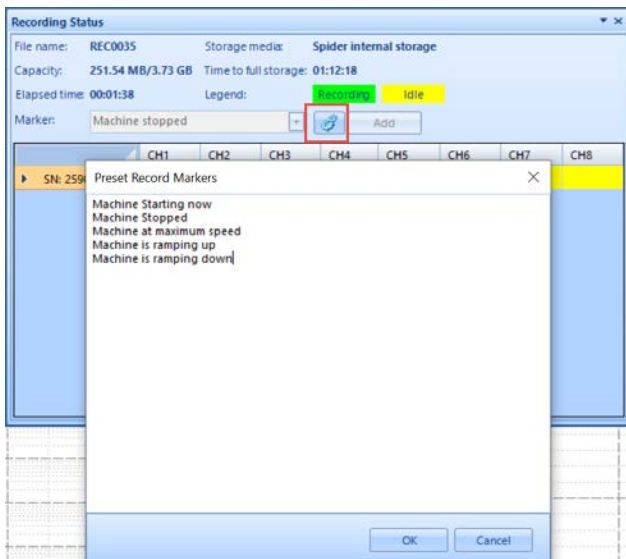 Recording Status
File name: REC0035 Storage media: Spider internal storage
Capacity: 251.54 MB/3.73 GB Time to full storage: 01:12:18
Elapsed time: 00:01:38 Legend: Recording Idle
Marker: Machine stopped Add
CH1 CH2 CH3 CH4 CH5 CH6 CH7 CH8
SN:
Preset Record Markers
Machine Starting now
Machine Stopped
Machine at maximum speed
Machine is ramping up
Machine is ramping down
OK Cancel